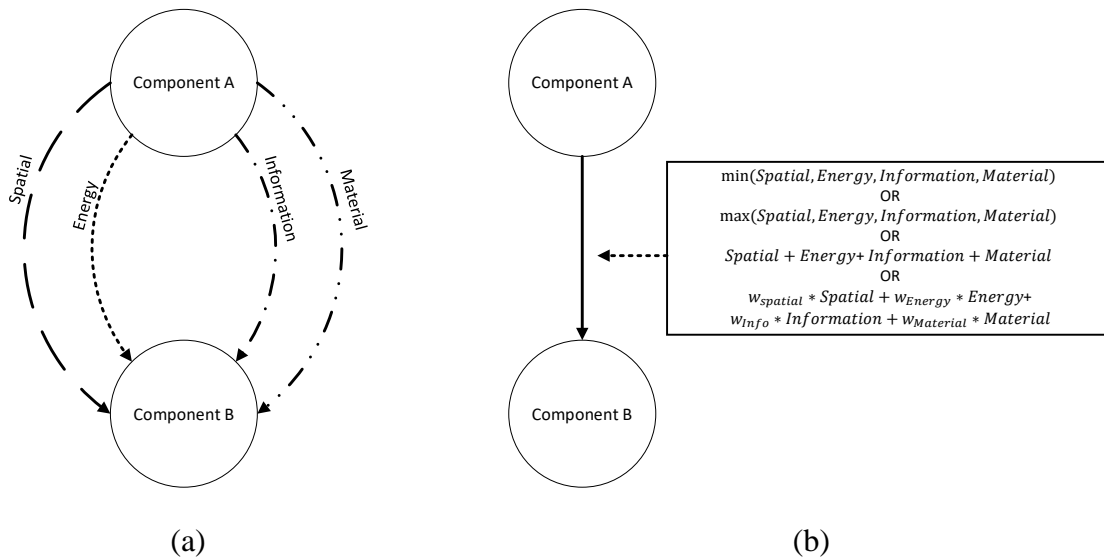 Component A
Spatial
Energy
Information
Material
Component B
(a)
Component A
min(Spatial, Energy, Information, Material)
OR
max(Spatial, Energy, Information, Material)
OR
Spatial + Energy+ Information + Material
OR
w_spatial * Spatial + w_Energy * Energy+
w_Info * Information + w_Material * Material
Component B
(b)